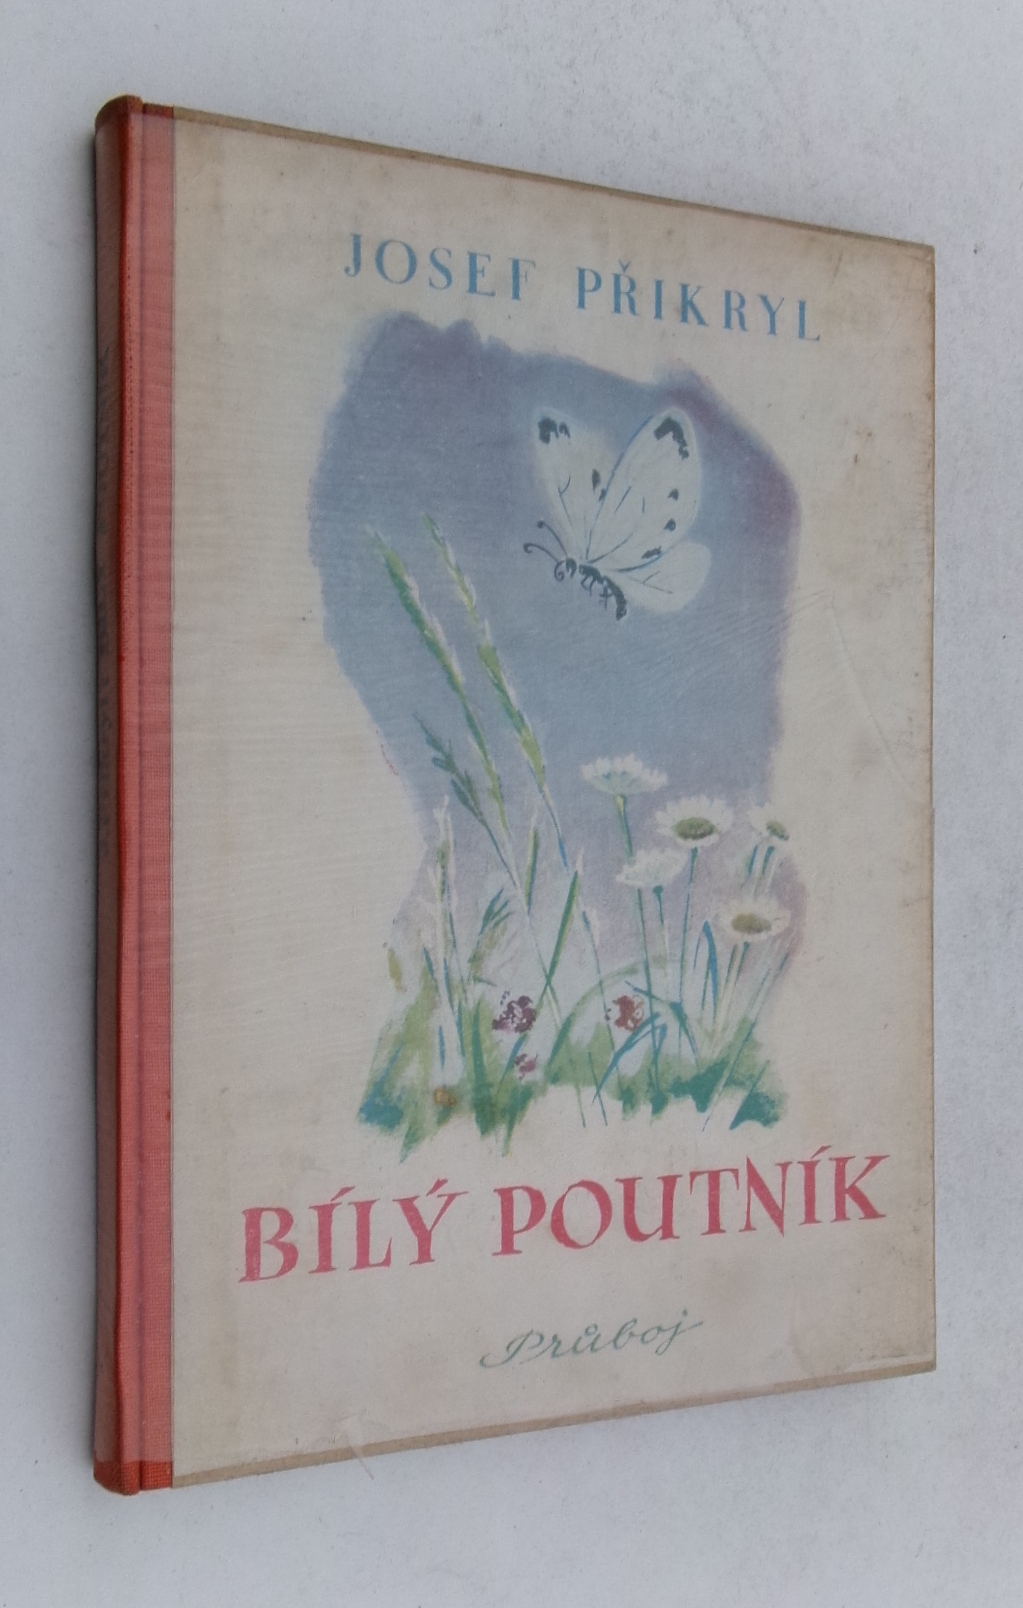 JOSEF PŘIKRYL
BÍLÝ POUTNÍK
Průboj